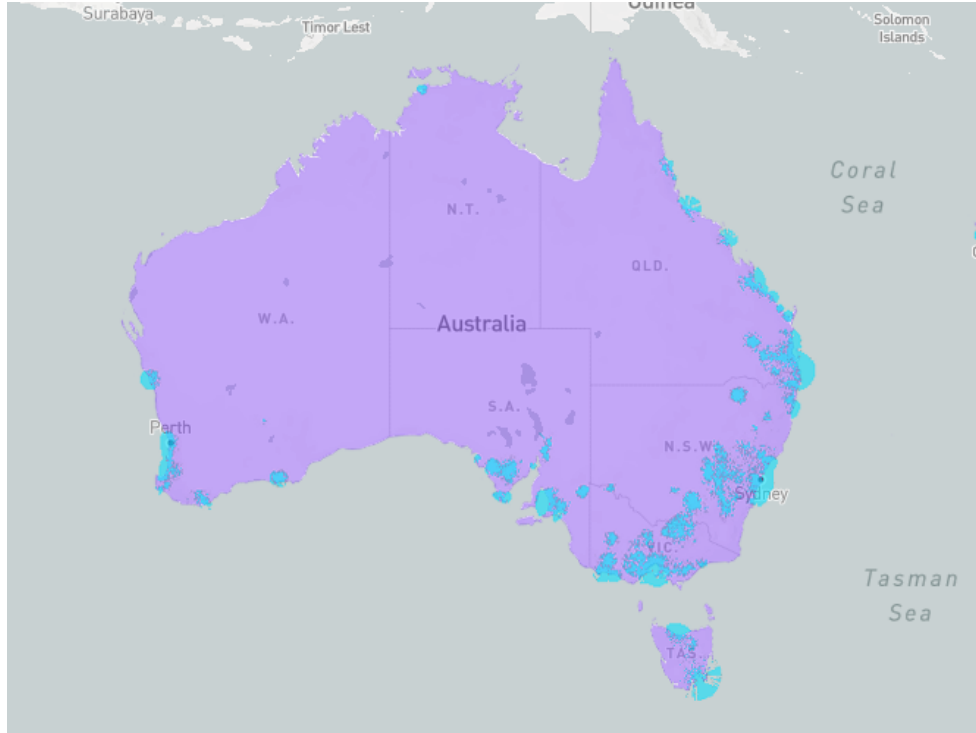 Guinea
Surabaya
Timor Lest
Solomon
Islands
Coral
Sea
N.T.
QLD.
W.A.
Australia
S.A.
Perth
N.S.W.
Sydney
VIC.
Tasman
Sea
TAS.